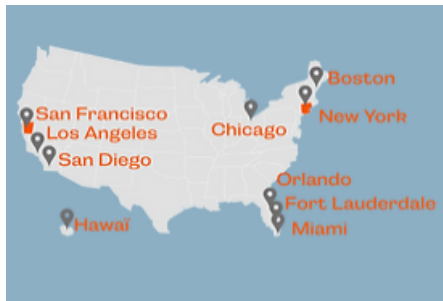 Boston
New York
San Francisco
Los Angeles
Chicago
San Diego
Orlando
Fort Lauderdale
Hawaï
Miami